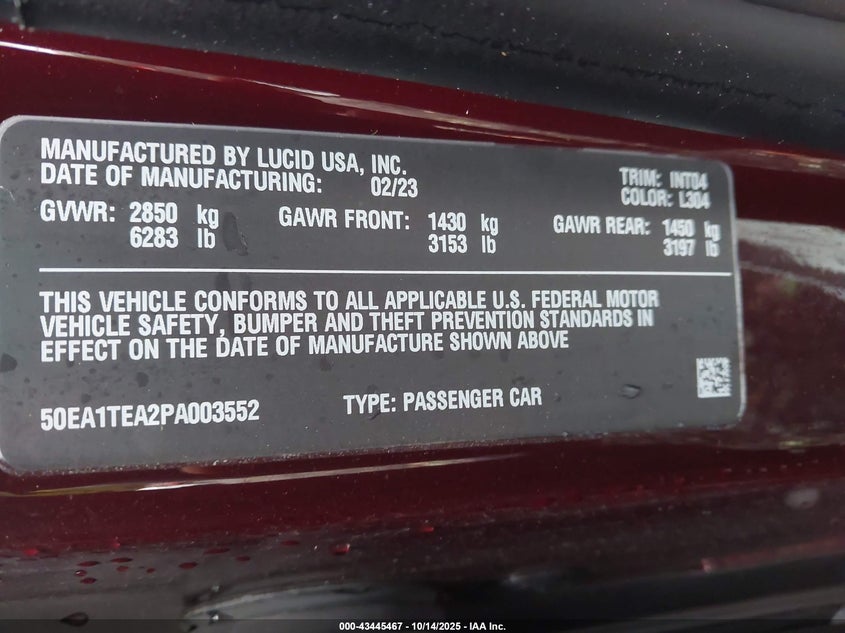 MANUFACTURED BY LUCID USA, INC.
DATE OF MANUFACTURING: 02/23
TRIM: INT04
COLOR: L304
GVWR: 2850 kg GAWR FRONT: 1430 kg GAWR REAR: 1450 kg
6283 lb 3153 lb 3197 lb
THIS VEHICLE CONFORMS TO ALL APPLICABLE U.S. FEDERAL MOTOR
VEHICLE SAFETY, BUMPER AND THEFT PREVENTION STANDARDS IN
EFFECT ON THE DATE OF MANUFACTURE SHOWN ABOVE
50EA1TEA2PA003552 TYPE: PASSENGER CAR
000-43445467 - 10/14/2025 - IAA Inc.